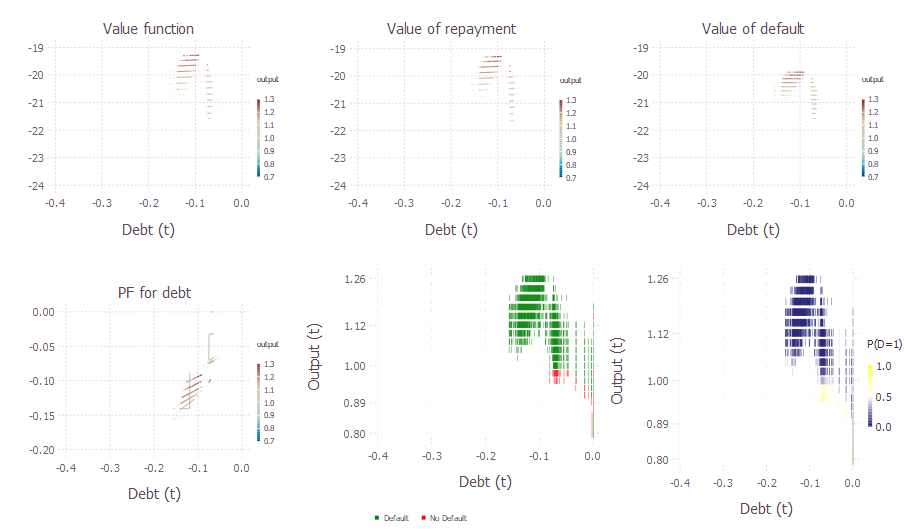 Value function
-19
-20
-21
-22
-23
-24
-0.4 -0.3 -0.2 -0.1 0.0
Debt (t)
output
1.3
1.2
1.1
1.0
0.9
0.8
0.7
Value of repayment
-19
-20
-21
-22
-23
-24
-0.4 -0.3 -0.2 -0.1 0.0
Debt (t)
output
1.3
1.2
1.1
1.0
0.9
0.8
0.7
Value of default
-19
-20
-21
-22
-23
-24
-0.4 -0.3 -0.2 -0.1 0.0
Debt (t)
output
1.3
1.2
1.1
1.0
0.9
0.8
0.7
PF for debt
0.00
-0.05
-0.10
-0.15
-0.20
-0.4 -0.3 -0.2 -0.1 0.0
Debt (t)
output
1.3
1.2
1.1
1.0
0.9
0.8
0.7
Output (t)
1.26
1.12
1.00
0.89
0.80
-0.4 -0.3 -0.2 -0.1 0.0
Debt (t)
Default No Default
Output (t)
1.26
1.12
1.00
0.89
0.80
-0.4 -0.3 -0.2 -0.1 0.0
Debt (t)
P(D=1)
1.0
0.5
0.0